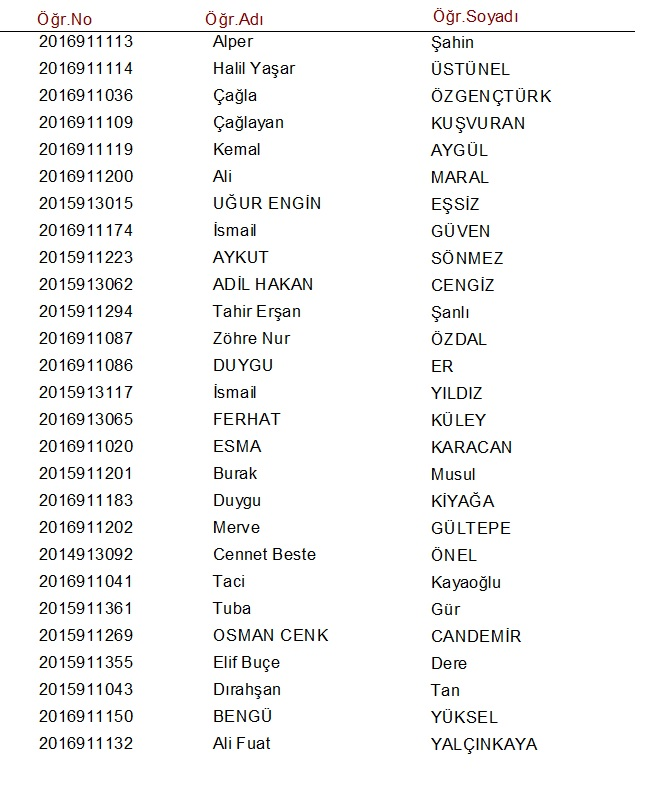 Öğr.No Öğr.Adı Öğr.Soyadı
2016911113 Alper Şahin
2016911114 Halil Yaşar ÜSTÜNEL
2016911036 Çağla ÖZGENÇTÜRK
2016911109 Çağlayan KUŞVURAN
2016911119 Kemal AYGÜL
2016911200 Ali MARAL
2015913015 UĞUR ENGİN EŞSİZ
2016911174 İsmail GÜVEN
2015911223 AYKUT SÖNMEZ
2015913062 ADİL HAKAN CENGİZ
2015911294 Tahir Erşan Şanlı
2016911087 Zöhre Nur ÖZDAL
2016911086 DUYGU ER
2015913117 İsmail YILDIZ
2016913065 FERHAT KÜLEY
2016911020 ESMA KARACAN
2015911201 Burak Musul
2016911183 Duygu KİYAĞA
2016911202 Merve GÜLTEPE
2014913092 Cennet Beste ÖNEL
2016911041 Taci Kayaoğlu
2015911361 Tuba Gür
2015911269 OSMAN CENK CANDEMİR
2015911355 Elif Buçe Dere
2015911043 Dırahşan Tan
2016911150 BENGÜ YÜKSEL
2016911132 Ali Fuat YALÇINKAYA